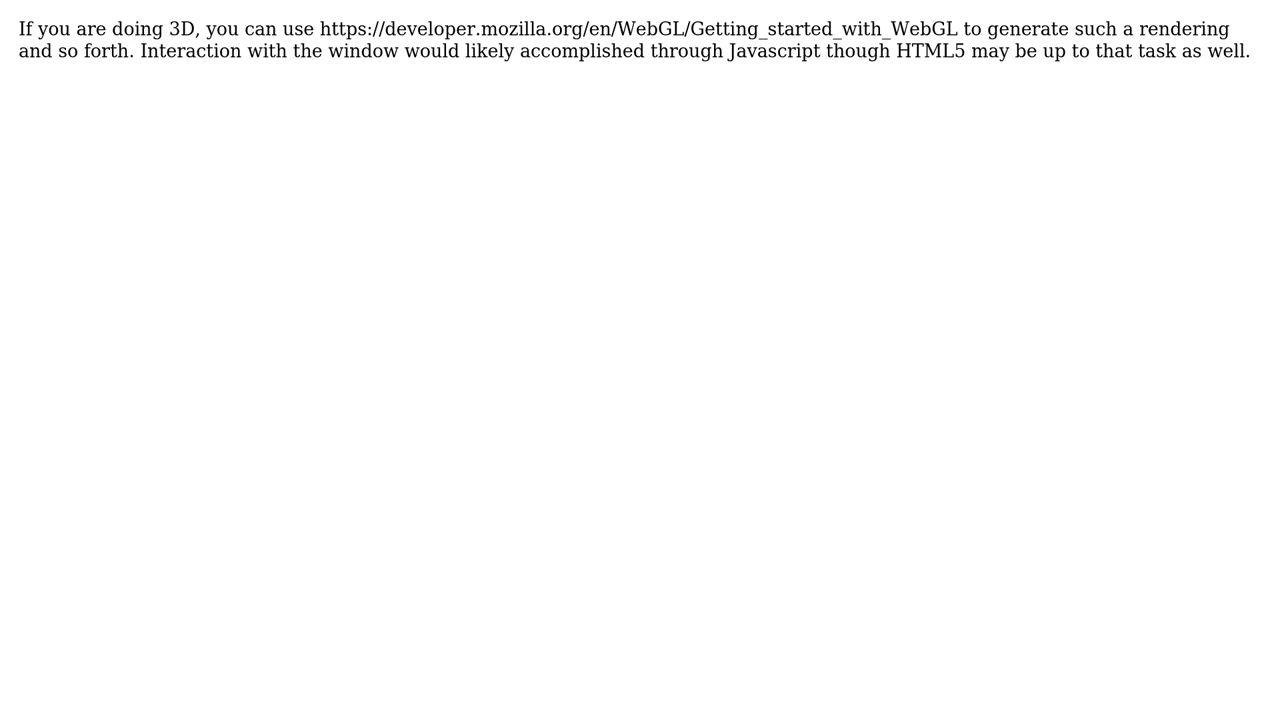 If you are doing 3D, you can use https://developer.mozilla.org/en/WebGL/Getting_started_with_WebGL to generate such a rendering
and so forth. Interaction with the window would likely accomplished through Javascript though HTML5 may be up to that task as well.